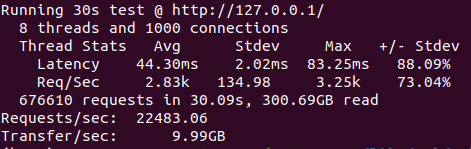 Running 30s test @ http://127.0.0.1/
8 threads and 1000 connections
Thread Stats Avg Stdev Max +/- Stdev
Latency 44.30ms 2.02ms 83.25ms 88.09%
Req/Sec 2.83k 134.98 3.25k 73.04%
676610 requests in 30.09s, 300.69GB read
Requests/sec: 22483.06
Transfer/sec: 9.99GB